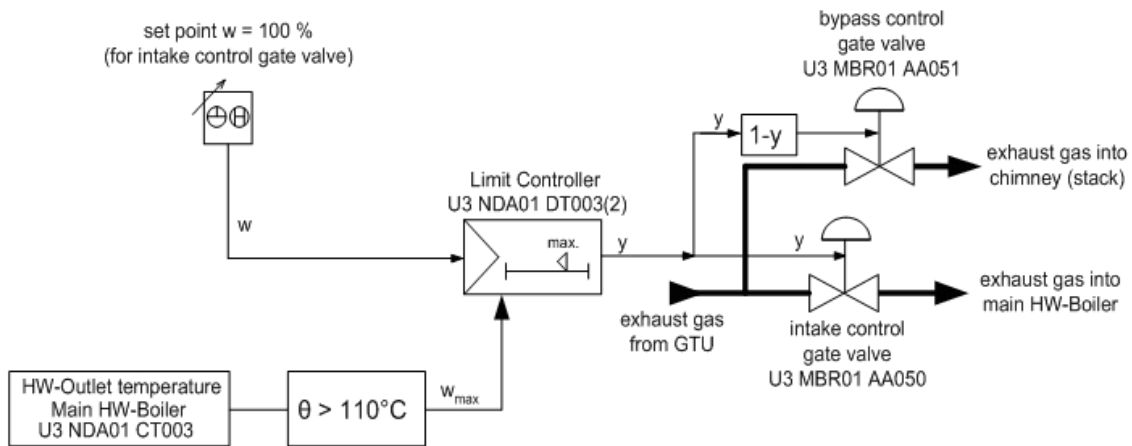 set point w = 100 %
(for intake control gate valve)
bypass control
gate valve
U3 MBR01 AA051
y
1-y
exhaust gas into
chimney (stack)
Limit Controller
U3 NDA01 DT003(2)
w
max.
y
y
exhaust gas
from GTU
exhaust gas into
main HW-Boiler
intake control
gate valve
U3 MBR01 AA050
HW-Outlet temperature
Main HW-Boiler
U3 NDA01 CT003
θ > 110°C
wmax